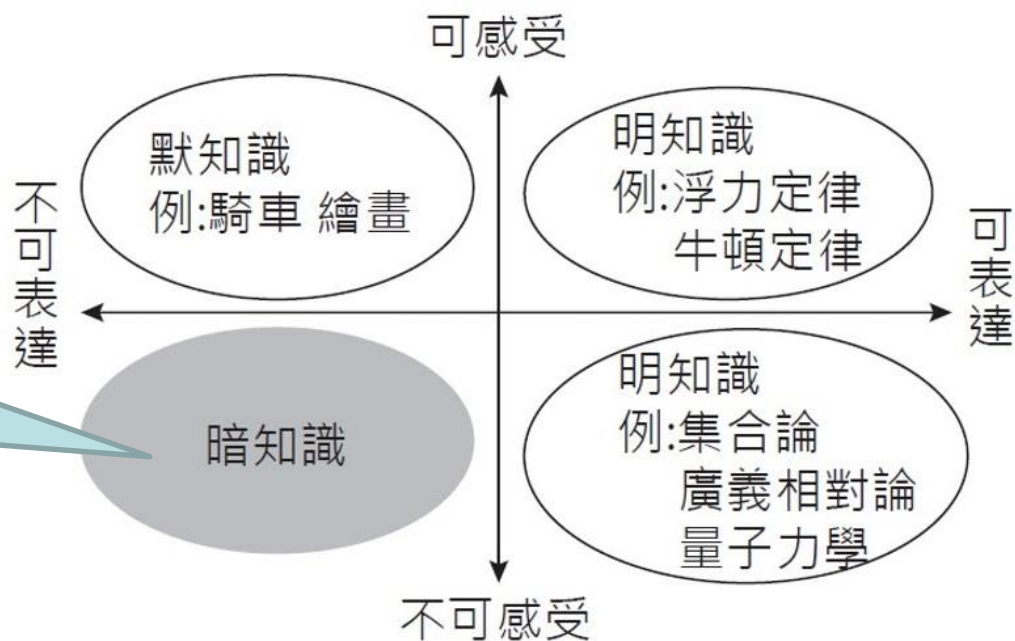 可感受
默知識
例:騎車 繪畫
明知識
例:浮力定律
牛頓定律
不可表達
可表達
暗知識
明知識
例:集合論
廣義相對論
量子力學
不可感受